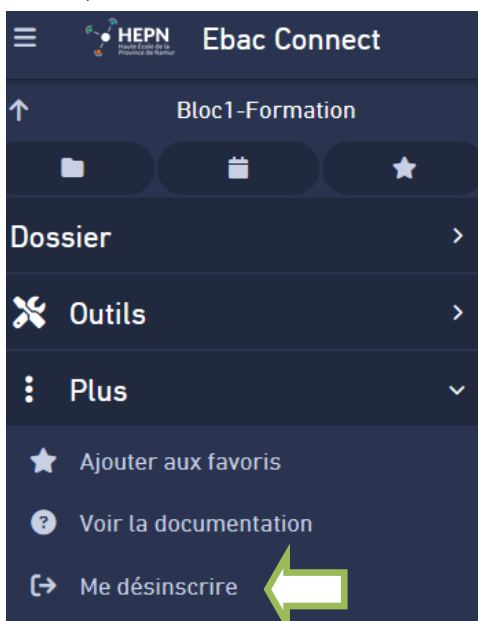 HEPN
Haute École de la
Province de Namur
Ebac Connect
Bloc1-Formation
Dossier
Outils
Plus
Ajouter aux favoris
Voir la documentation
Me désinscrire